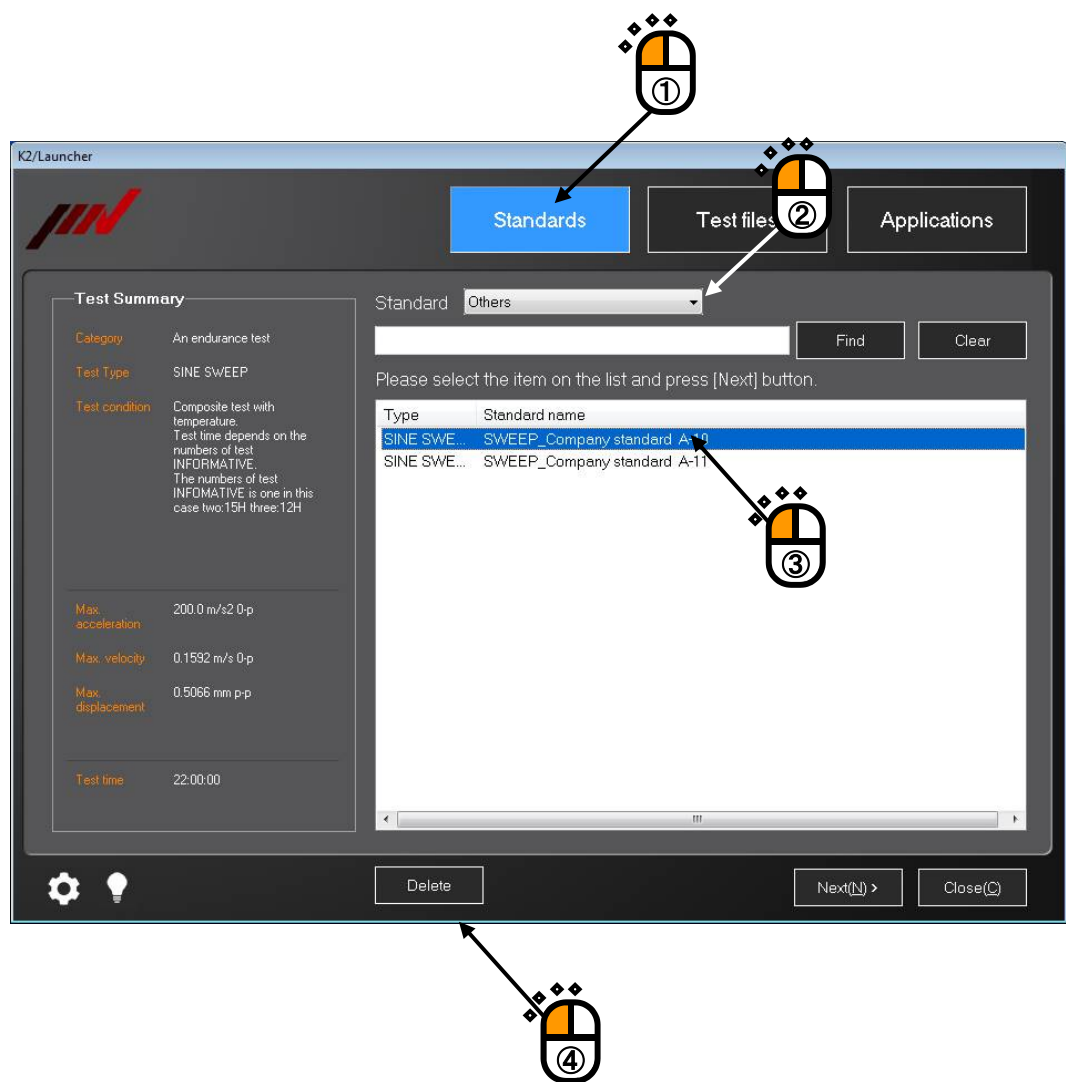 ①
K2/Launcher
Standards
Test files
②
Applications
Test Summary
Category An endurance test
Test Type SINE SWEEP
Test condition Composite test with
temperature.
Test time depends on the
numbers of test
INFORMATIVE.
The numbers of test
INFOMATIVE is one in this
case two:15H three:12H
Max.
acceleration 200.0 m/s2 0-p
Max. velocity 0.1592 m/s 0-p
Max.
displacement 0.5066 mm p-p
Test time 22:00:00
Standard Others
Find Clear
Please select the item on the list and press [Next] button.
Type Standard name
SINE SWE... SWEEP_Company standard A-10
SINE SWE... SWEEP_Company standard A-11
③
Delete
Next(N) >
Close(C)
④